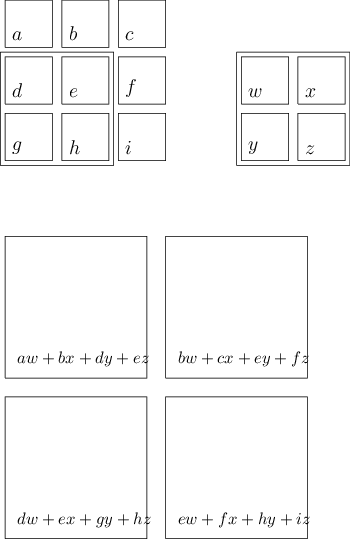 a b c
d e f w x
g h i y z
aw + bx + dy + ez bw + cx + ey + fz
dw + ex + gy + hz ew + fx + hy + iz